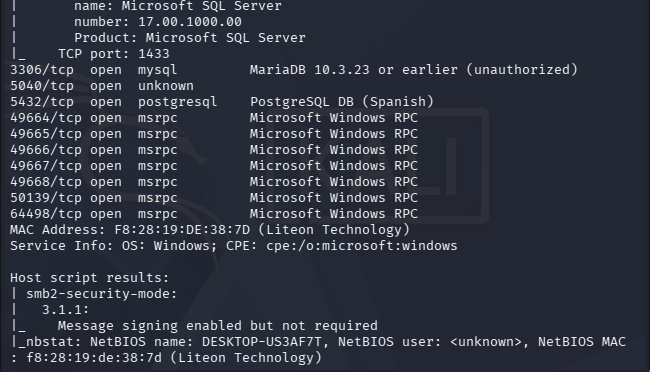 |       name: Microsoft SQL Server
|       number: 17.00.1000.00
|       Product: Microsoft SQL Server
|_    TCP port: 1433
3306/tcp  open  mysql         MariaDB 10.3.23 or earlier (unauthorized)
5040/tcp  open  unknown
5432/tcp  open  postgresql    PostgreSQL DB (Spanish)
49664/tcp open  msrpc         Microsoft Windows RPC
49665/tcp open  msrpc         Microsoft Windows RPC
49666/tcp open  msrpc         Microsoft Windows RPC
49667/tcp open  msrpc         Microsoft Windows RPC
49668/tcp open  msrpc         Microsoft Windows RPC
50139/tcp open  msrpc         Microsoft Windows RPC
64498/tcp open  msrpc         Microsoft Windows RPC
MAC Address: F8:28:19:DE:38:7D (Liteon Technology)
Service Info: OS: Windows; CPE: cpe:/o:microsoft:windows

Host script results:
| smb2-security-mode:
|   3.1.1:
|_    Message signing enabled but not required
|_nbstat: NetBIOS name: DESKTOP-US3AF7T, NetBIOS user: <unknown>, NetBIOS MAC
: f8:28:19:de:38:7d (Liteon Technology)